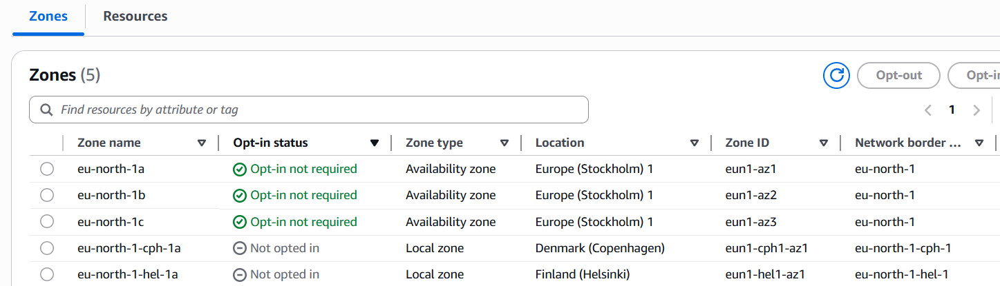 Zones Resources
Zones (5) Opt-out Opt-in
Find resources by attribute or tag 1
Zone name Opt-in status Zone type Location Zone ID Network border ...
eu-north-1a Opt-in not required Availability zone Europe (Stockholm) 1 eun1-az1 eu-north-1
eu-north-1b Opt-in not required Availability zone Europe (Stockholm) 1 eun1-az2 eu-north-1
eu-north-1c Opt-in not required Availability zone Europe (Stockholm) 1 eun1-az3 eu-north-1
eu-north-1-cph-1a Not opted in Local zone Denmark (Copenhagen) eun1-cph1-az1 eu-north-1-cph-1
eu-north-1-hel-1a Not opted in Local zone Finland (Helsinki) eun1-hel1-az1 eu-north-1-hel-1